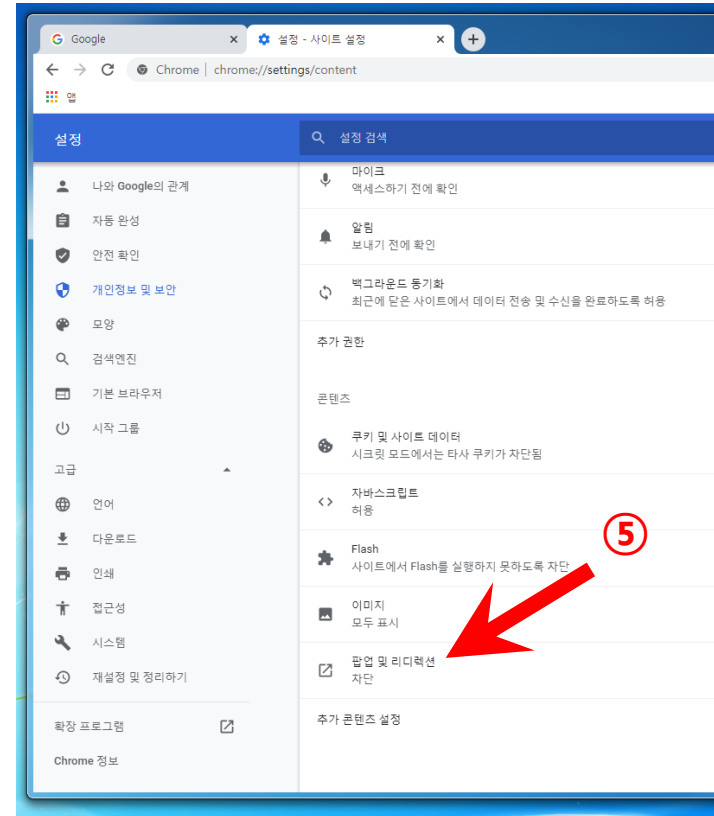 Google
설정 - 사이트 설정
Chrome | chrome://settings/content
앱
설정
설정 검색
나와 Google의 관계
자동 완성
안전 확인
개인정보 및 보안
모양
검색엔진
기본 브라우저
시작 그룹
고급
언어
다운로드
인쇄
접근성
시스템
재설정 및 정리하기
확장 프로그램
Chrome 정보
마이크
액세스하기 전에 확인
알림
보내기 전에 확인
백그라운드 동기화
최근에 닫은 사이트에서 데이터 전송 및 수신을 완료하도록 허용
추가 권한
콘텐츠
쿠키 및 사이트 데이터
시크릿 모드에서는 타사 쿠키가 차단됨
자바스크립트
허용
Flash
사이트에서 Flash를 실행하지 못하도록 차단
⑤
이미지
모두 표시
팝업 및 리디렉션
차단
추가 콘텐츠 설정